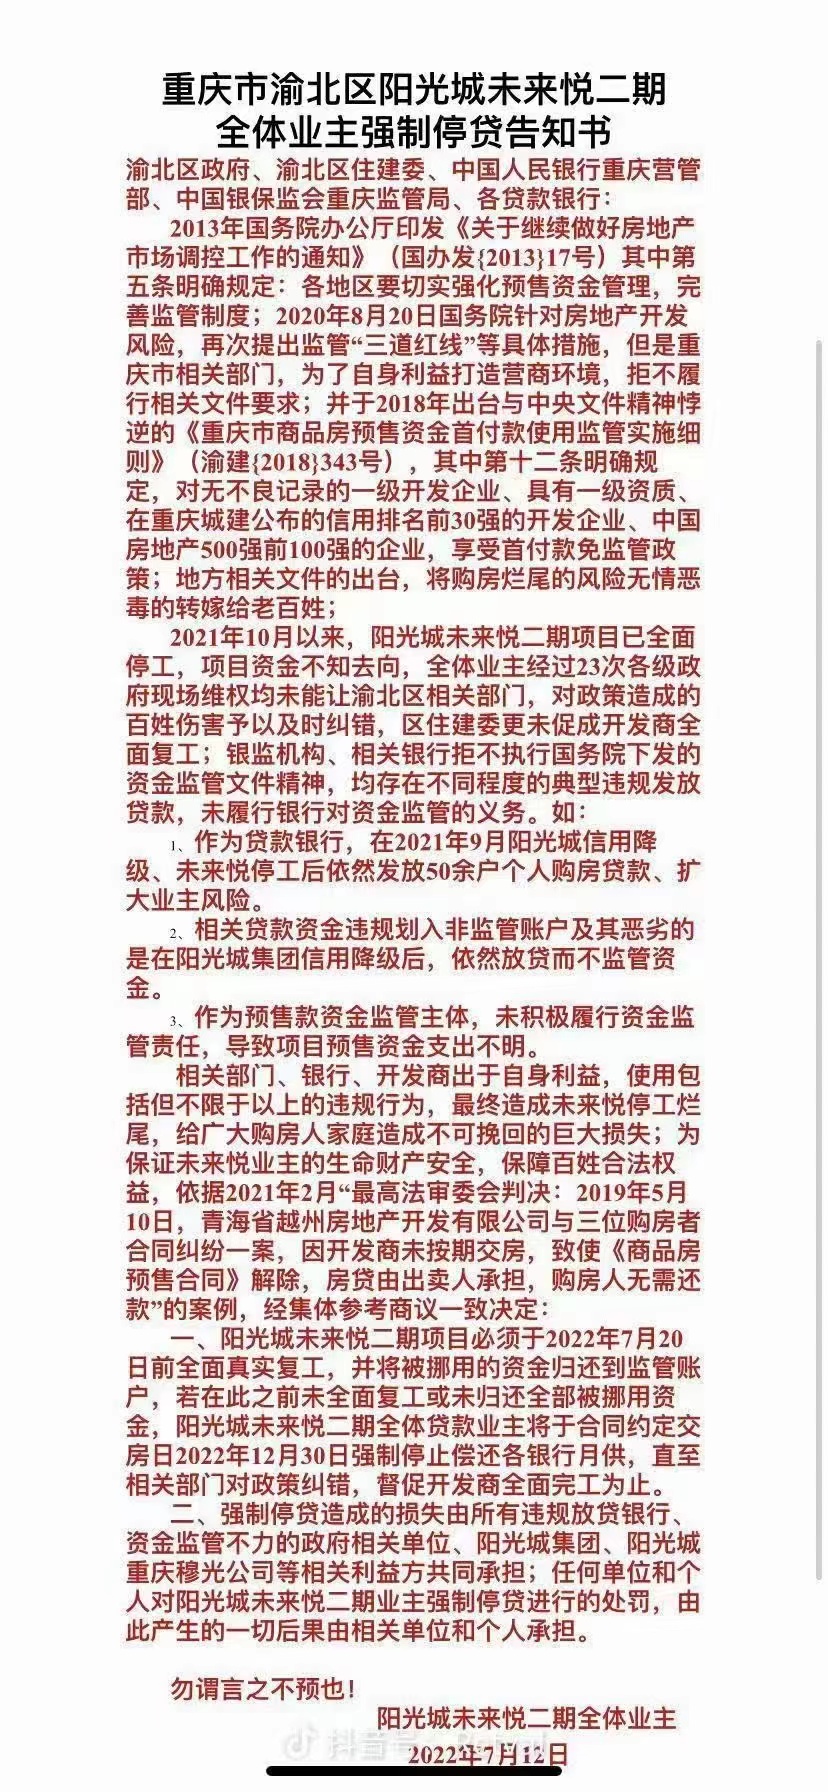 重庆市渝北区阳光城未来悦二期
全体业主强制停贷告知书
渝北区政府、渝北区住建委、中国人民银行重庆营管
部、中国银保监会重庆监管局、各贷款银行：
2013年国务院办公厅印发《关于继续做好房地产
市场调控工作的通知》（国办发{2013}17号）其中第
五条明确规定：各地区要切实强化预售资金管理，完
善监管制度；2020年8月20日国务院针对房地产开发
风险，再次提出监管“三道红线”等具体措施，但是重
庆市相关部门，为了自身利益打造营商环境，拒不履
行相关文件要求；并于2018年出台与中央文件精神悖
逆的《重庆市商品房预售资金首付款使用监管实施细
则》（渝建{2018}343号），其中第十二条明确规
定，对无不良记录的一级开发企业、具有一级资质、
在重庆城建公布的信用排名前30强的开发企业、中国
房地产500强前100强的企业，享受首付款免监管政
策；地方相关文件的出台，将购房烂尾的风险无情恶
毒的转嫁给老百姓；
2021年10月以来，阳光城未来悦二期项目已全面
停工，项目资金不知去向，全体业主经过23次各级政
府现场维权均未能让渝北区相关部门，对政策造成的
百姓伤害予以及时纠错，区住建委更未促成开发商全
面复工；银监机构、相关银行拒不执行国务院下发的
资金监管文件精神，均存在不同程度的典型违规发放
贷款，未履行银行对资金监管的义务。如：
1、作为贷款银行，在2021年9月阳光城信用降
级、未来悦停工后依然发放50余户个人购房贷款、扩
大业主风险。
2、相关贷款资金违规划入非监管账户及其恶劣的
是在阳光城集团信用降级后，依然放贷而不监管资
金。
3、作为预售款资金监管主体，未积极履行资金监
管责任，导致项目预售资金支出不明。
相关部门、银行、开发商出于自身利益，使用包
括但不限于以上的违规行为，最终造成未来悦停工烂
尾，给广大购房人家庭造成不可挽回的巨大损失；为
保证未来悦业主的生命财产安全，保障百姓合法权
益，依据2021年2月“最高法审委会判决：2019年5月
10日，青海省越州房地产开发有限公司与三位购房者
合同纠纷一案，因开发商未按期交房，致使《商品房
预售合同》解除，房贷由出卖人承担，购房人无需还
款”的案例，经集体参考商议一致决定：
一、阳光城未来悦二期项目必须于2022年7月20
日前全面真实复工，并将被挪用的资金归还到监管账
户，若在此之前未全面复工或未归还全部被挪用资
金，阳光城未来悦二期全体贷款业主将于合同约定交
房日2022年12月30日强制停止偿还各银行月供，直至
相关部门对政策纠错，督促开发商全面完工为止。
二、强制停贷造成的损失由所有违规放贷银行、
资金监管不力的政府相关单位、阳光城集团、阳光城
重庆穆光公司等相关利益方共同承担；任何单位和个
人对阳光城未来悦二期业主强制停贷进行的处罚，由
此产生的一切后果由相关单位和个人承担。
勿谓言之不预也！
阳光城未来悦二期全体业主
抖音号：
2022年7月12日